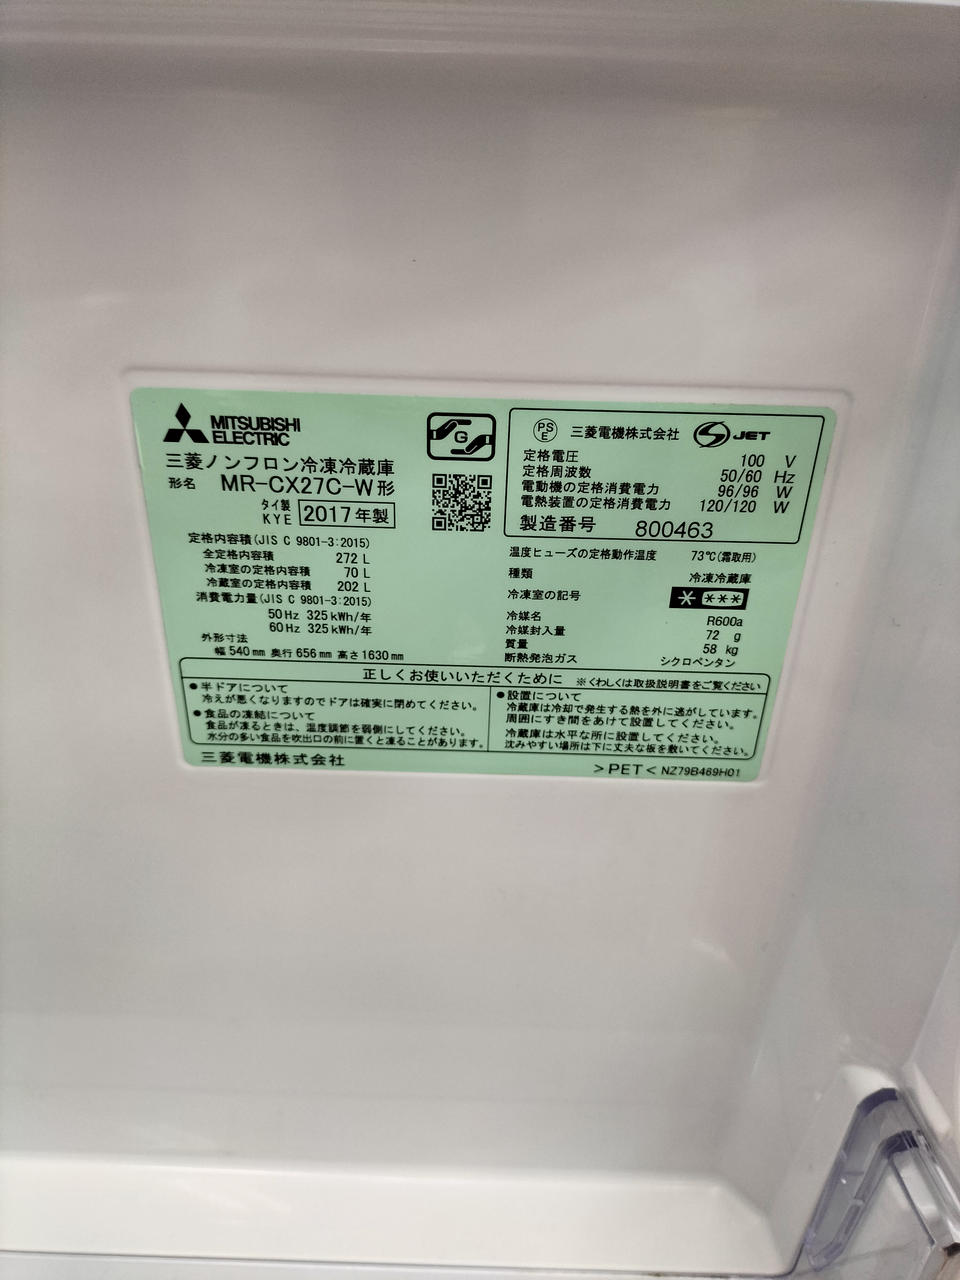 MITSUBISHI
ELECTRIC
G
三菱ノンフロン冷凍冷蔵庫
形名 MR-CX27C-W形
タイ製
KYE 2017年製
定格内容積(JIS C 9801-3:2015)
全定格内容積 272 L
冷凍室の定格内容積 70 L
冷蔵室の定格内容積 202 L
消費電力量(JIS C 9801-3:2015)
50Hz 325kWh/年
60Hz 325kWh/年
外形寸法
幅540mm 奥行656mm 高さ1630mm
PS
E 三菱電機株式会社 S JET
定格電圧 100 V
定格周波数 50/60 Hz
電動機の定格消費電力 96/96 W
電熱装置の定格消費電力 120/120 W
製造番号 800463
温度ヒューズの定格動作温度 73℃(霜取用)
種類 冷凍冷蔵庫
冷凍室の記号 * ***
冷媒名 R600a
冷媒封入量 72 g
質量 58 kg
断熱発泡ガス シクロペンタン
正しくお使いいただくために ※くわしくは取扱説明書をご覧ください
●半ドアについて
冷えが悪くなりますのでドアは確実に閉めてください。
●食品の凍結について
食品が凍るときは、温度調節を弱側にしてください。
水分の多い食品を吹出口の前に置くと凍ることがあります。
●設置について
冷蔵庫は冷却で発生する熱を外に逃がしています。
周囲にすき間をあけて設置してください。
冷蔵庫は水平な所に設置してください。
沈みやすい場所は下に丈夫な板を敷いてください。
三菱電機株式会社
>PET< NZ79B469H01